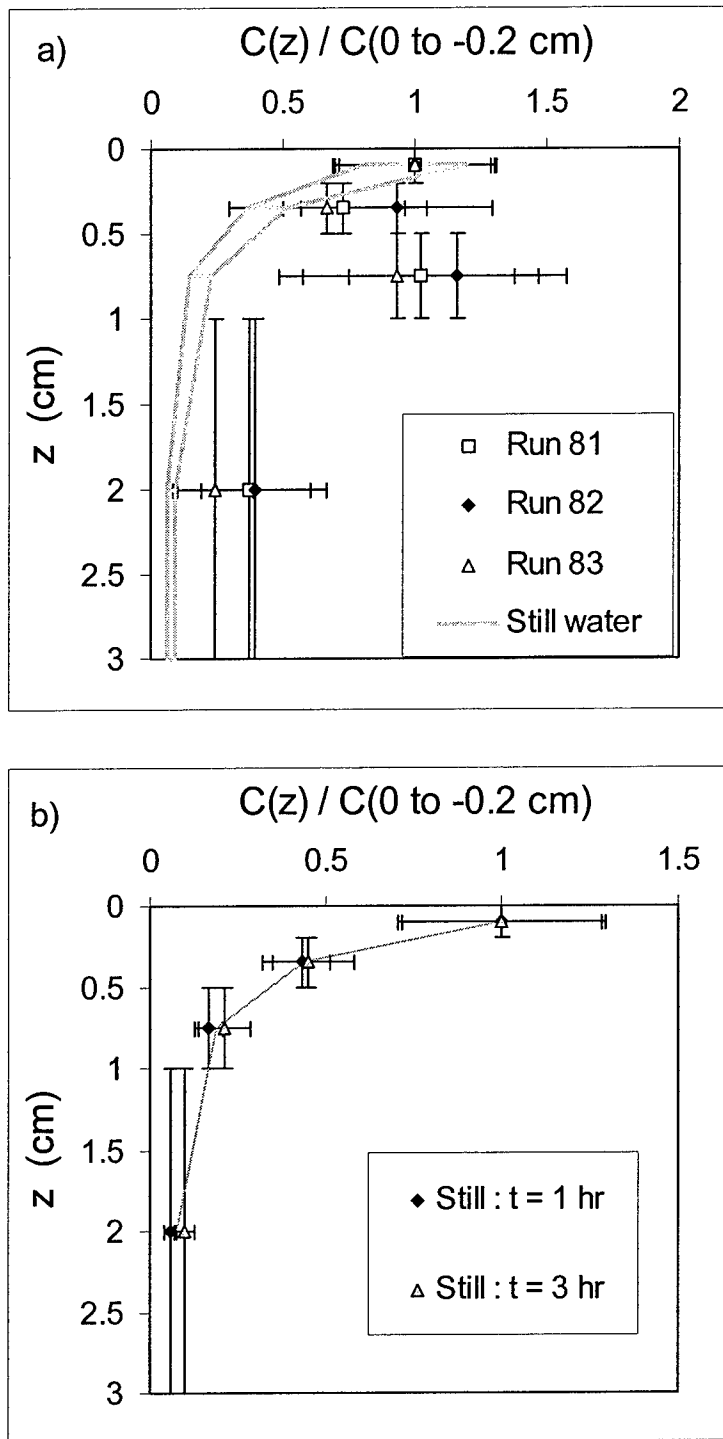 a)
C(z) / C(0 to -0.2 cm)
0 0.5 1 1.5 2
0
0.5
1
1.5
2
2.5
3
z (cm)
Run 81
Run 82
Run 83
Still water
b)
C(z) / C(0 to -0.2 cm)
0 0.5 1 1.5
0
0.5
1
1.5
2
2.5
3
z (cm)
Still : t = 1 hr
Still : t = 3 hr